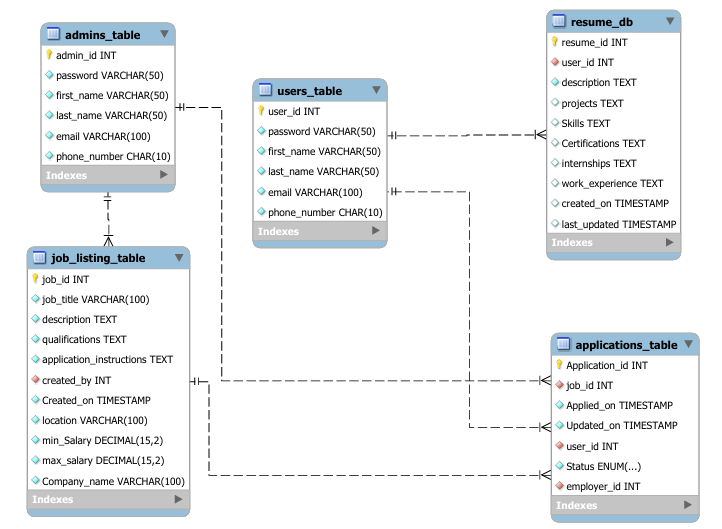 admins_table
admin_id INT
password VARCHAR(50)
first_name VARCHAR(50)
last_name VARCHAR(50)
email VARCHAR(100)
phone_number CHAR(10)
Indexes
users_table
user_id INT
password VARCHAR(50)
first_name VARCHAR(50)
last_name VARCHAR(50)
email VARCHAR(100)
phone_number CHAR(10)
Indexes
resume_db
resume_id INT
user_id INT
description TEXT
projects TEXT
Skills TEXT
Certifications TEXT
internships TEXT
work_experience TEXT
created_on TIMESTAMP
last_updated TIMESTAMP
Indexes
job_listing_table
job_id INT
job_title VARCHAR(100)
description TEXT
qualifications TEXT
application_instructions TEXT
created_by INT
Created_on TIMESTAMP
location VARCHAR(100)
min_Salary DECIMAL(15,2)
max_salary DECIMAL(15,2)
Company_name VARCHAR(100)
Indexes
applications_table
Application_id INT
job_id INT
Applied_on TIMESTAMP
Updated_on TIMESTAMP
user_id INT
Status ENUM(...)
employer_id INT
Indexes